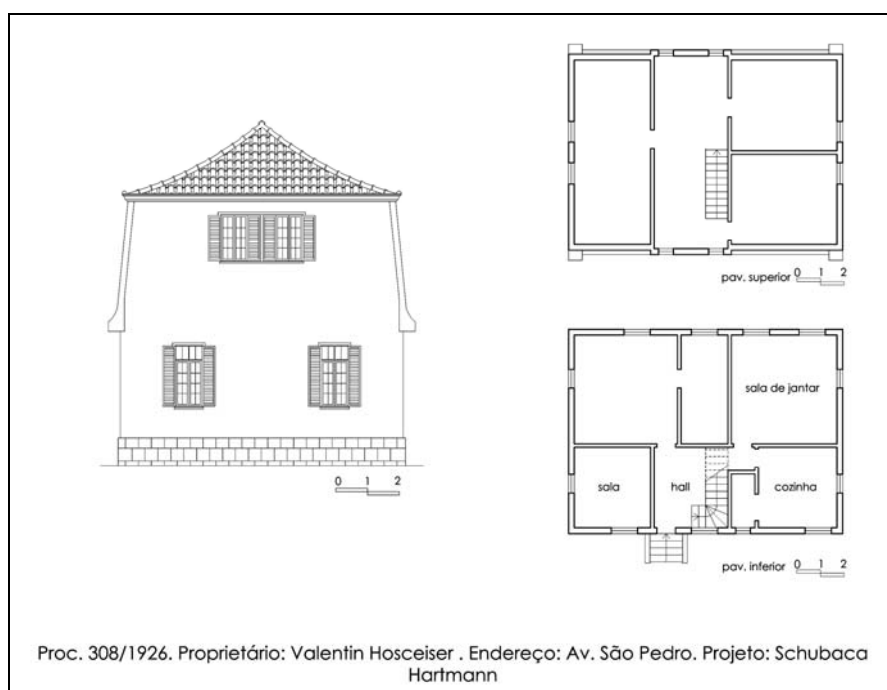 pav. superior 0 1 2
sala de jantar
sala
hall
cozinha
0 1 2
pav. inferior 0 1 2
Proc. 308/1926. Proprietário: Valentin Hosceiser . Endereço: Av. São Pedro. Projeto: Schubaca
Hartmann